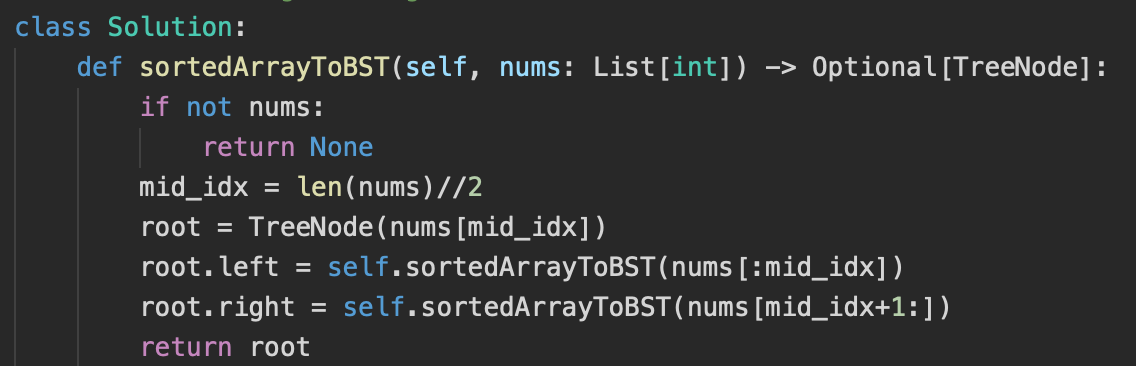 class Solution:
    def sortedArrayToBST(self, nums: List[int]) -> Optional[TreeNode]:
        if not nums:
            return None
        mid_idx = len(nums)//2
        root = TreeNode(nums[mid_idx])
        root.left = self.sortedArrayToBST(nums[:mid_idx])
        root.right = self.sortedArrayToBST(nums[mid_idx+1:])
        return root